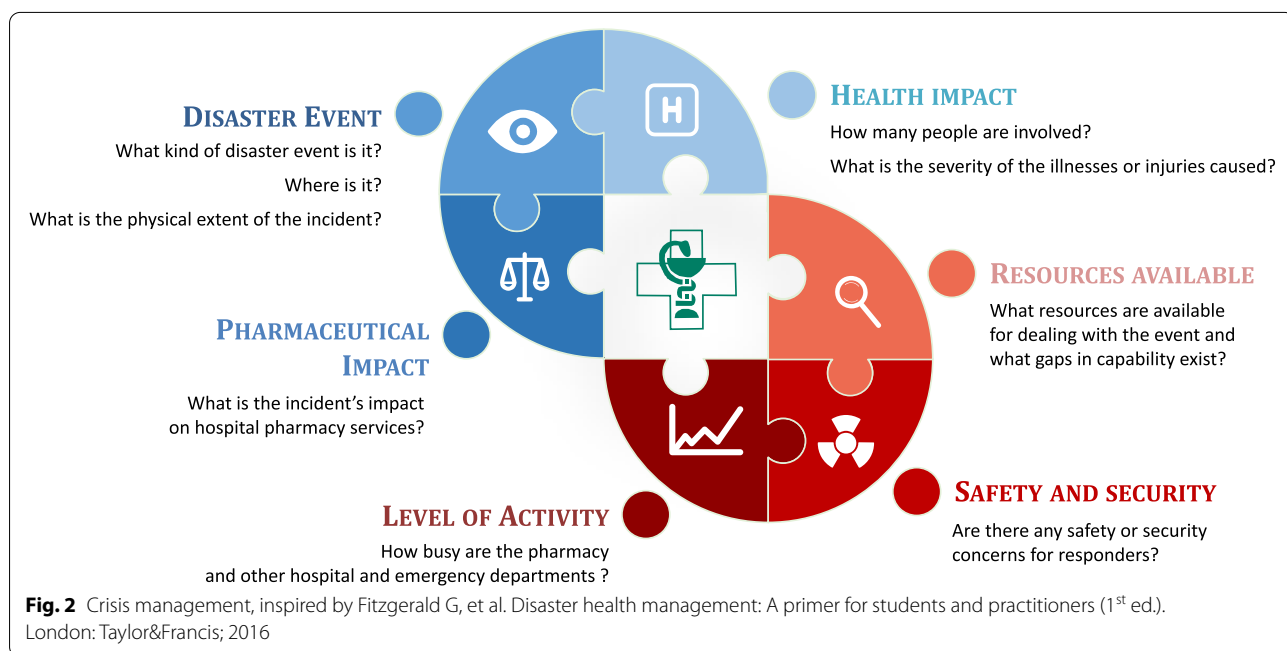 DISASTER EVENT
What kind of disaster event is it?
Where is it?
What is the physical extent of the incident?
H
HEALTH IMPACT
How many people are involved?
What is the severity of the illnesses or injuries caused?
PHARMACEUTICAL
IMPACT
What is the incident's impact
on hospital pharmacy services?
RESOURCES AVAILABLE
What resources are available
for dealing with the event and
what gaps in capability exist?
LEVEL OF ACTIVITY
How busy are the pharmacy
and other hospital and emergency departments ?
SAFETY AND SECURITY
Are there any safety or security
concerns for responders?
Fig. 2 Crisis management, inspired by Fitzgerald G, et al. Disaster health management: A primer for students and practitioners (1st ed.).
London: Taylor&Francis; 2016